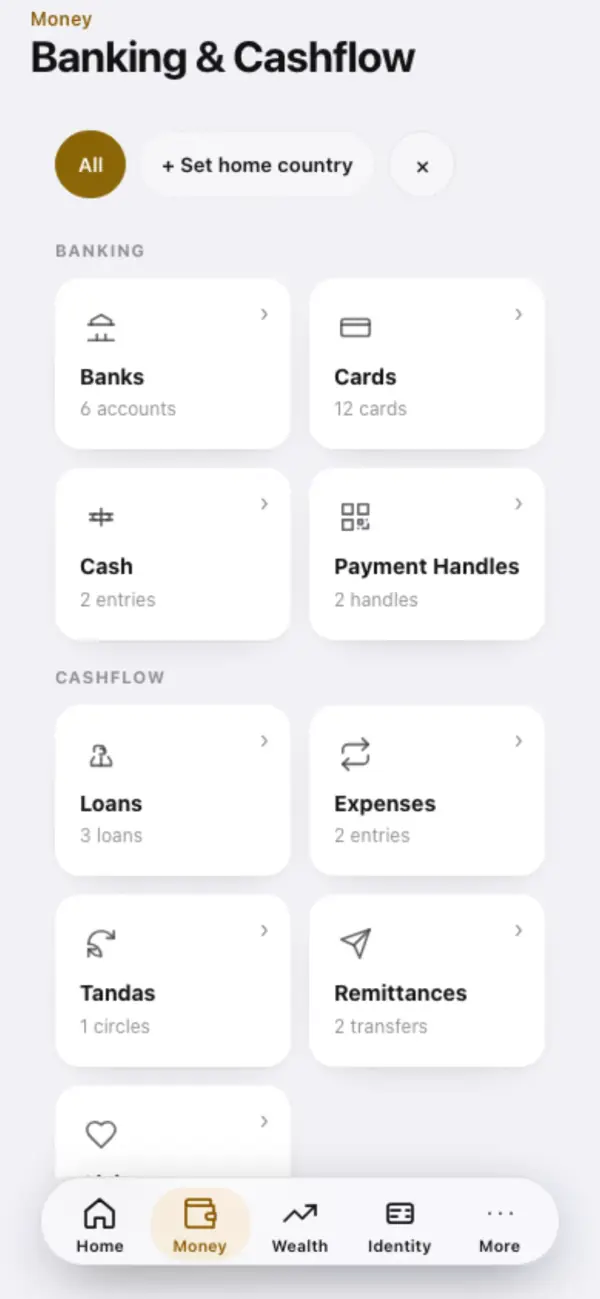 Money
Banking & Cashflow
All
+ Set home country
×
BANKING
Banks
6 accounts
Cards
12 cards
Cash
2 entries
Payment Handles
2 handles
CASHFLOW
Loans
3 loans
Expenses
2 entries
Tandas
1 circles
Remittances
2 transfers
Home
Money
Wealth
Identity
More